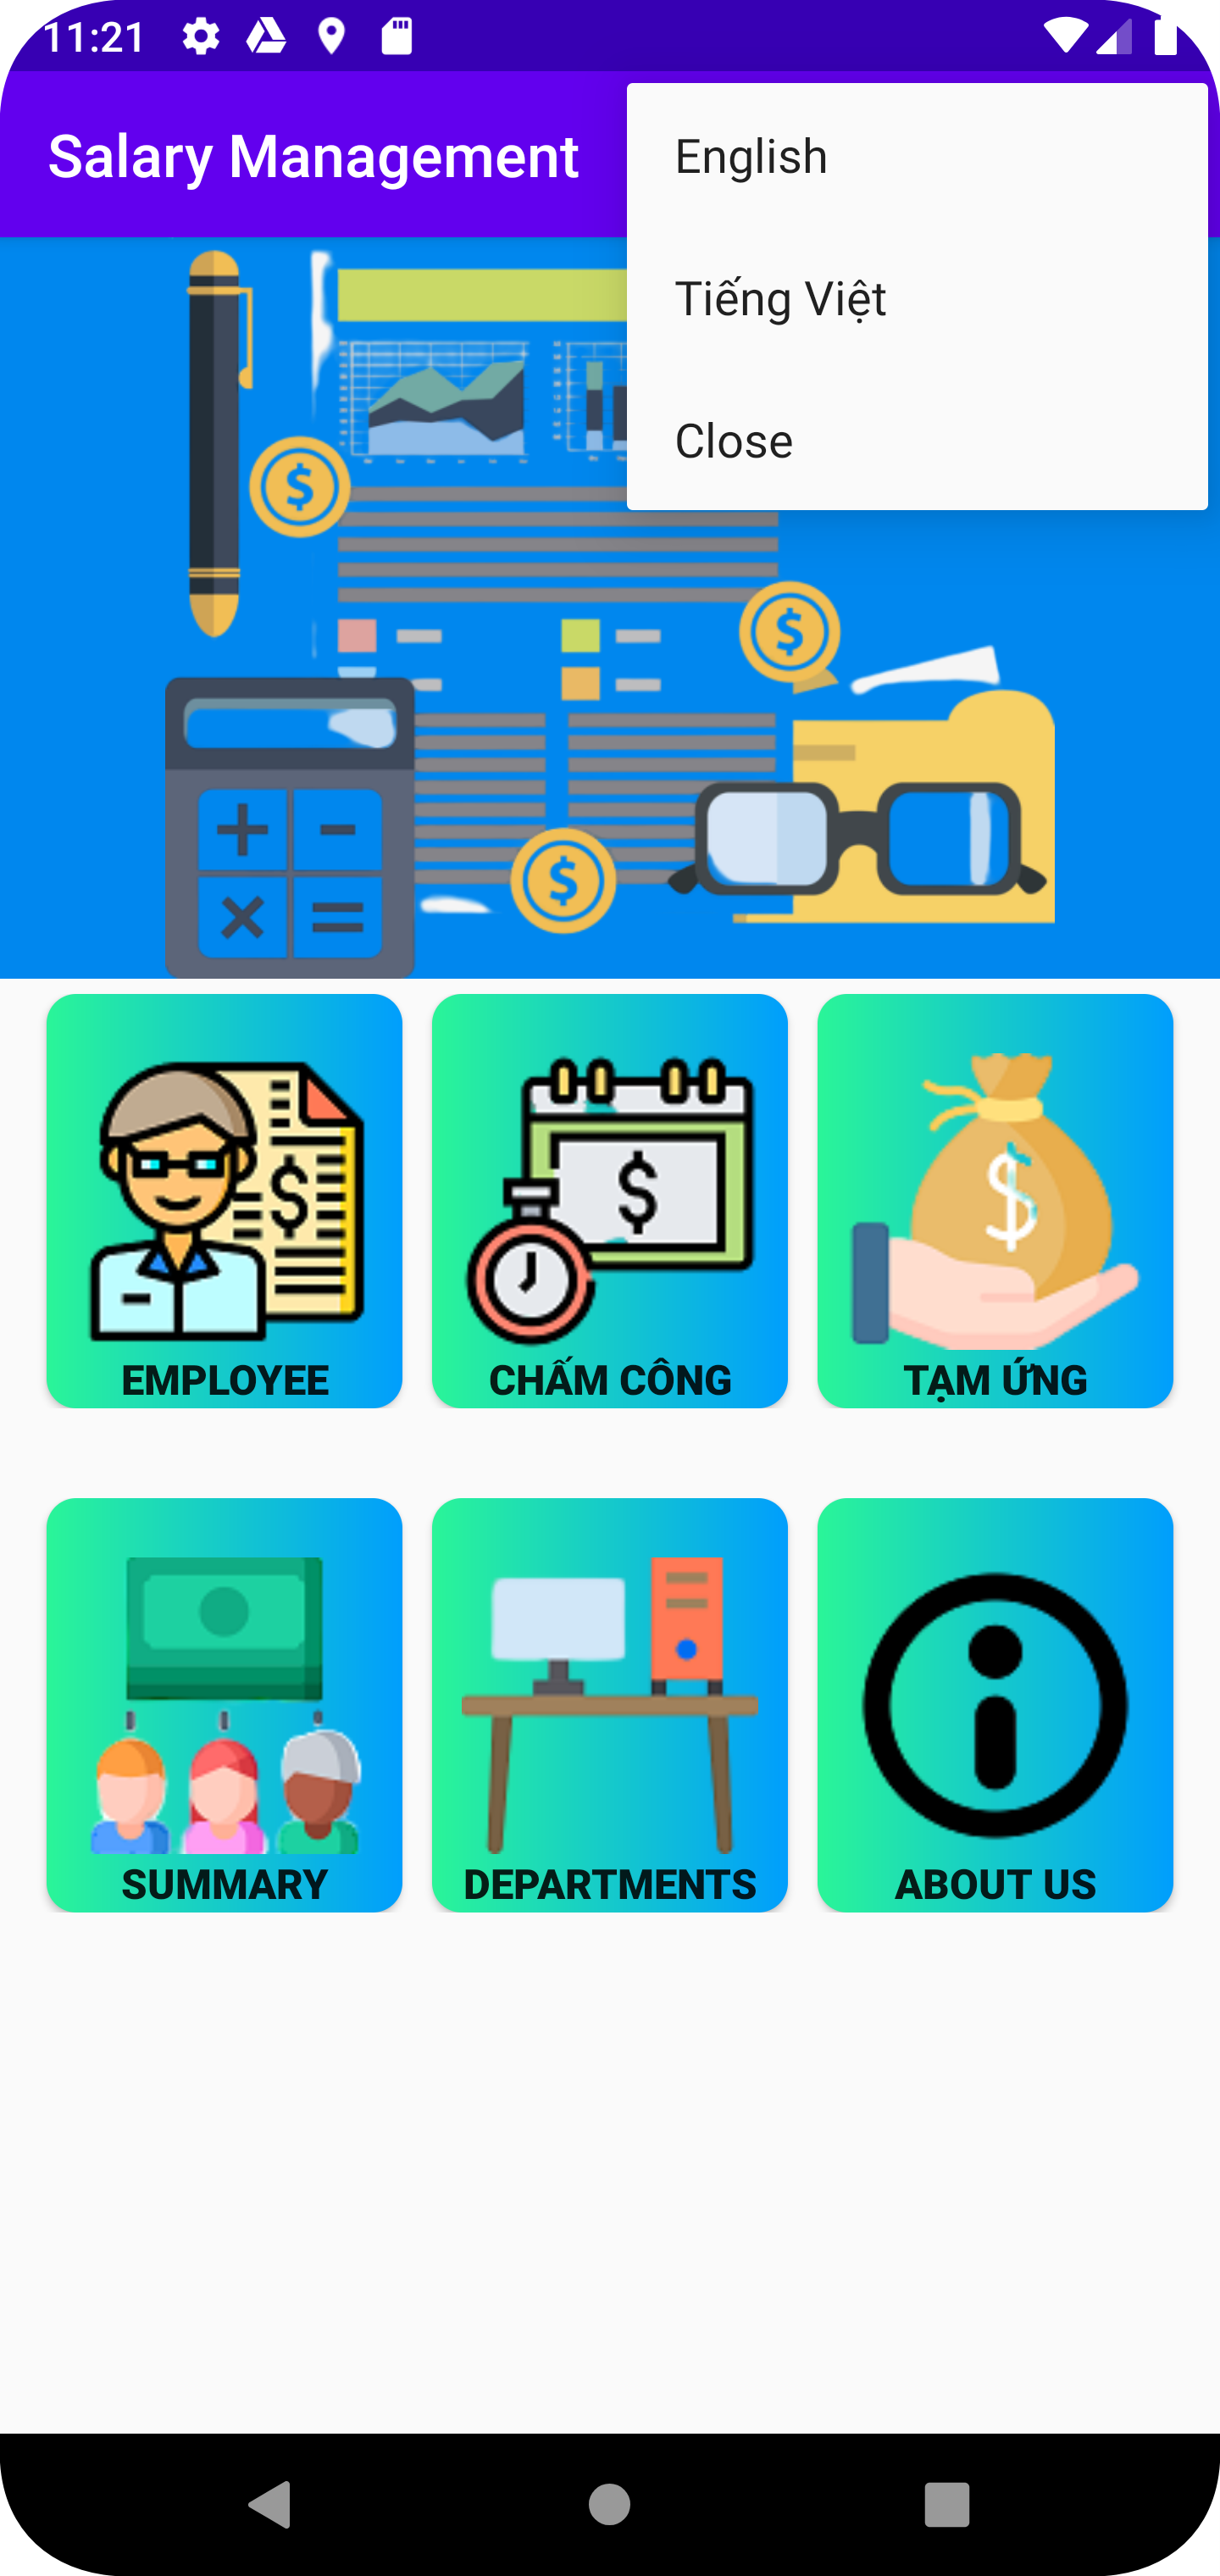 11:21
Salary Management
English
Tiếng Việt
Close
$
$
$
$
$
$
EMPLOYEE
CHẤM CÔNG
TẠM ỨNG
SUMMARY
DEPARTMENTS
ABOUT US